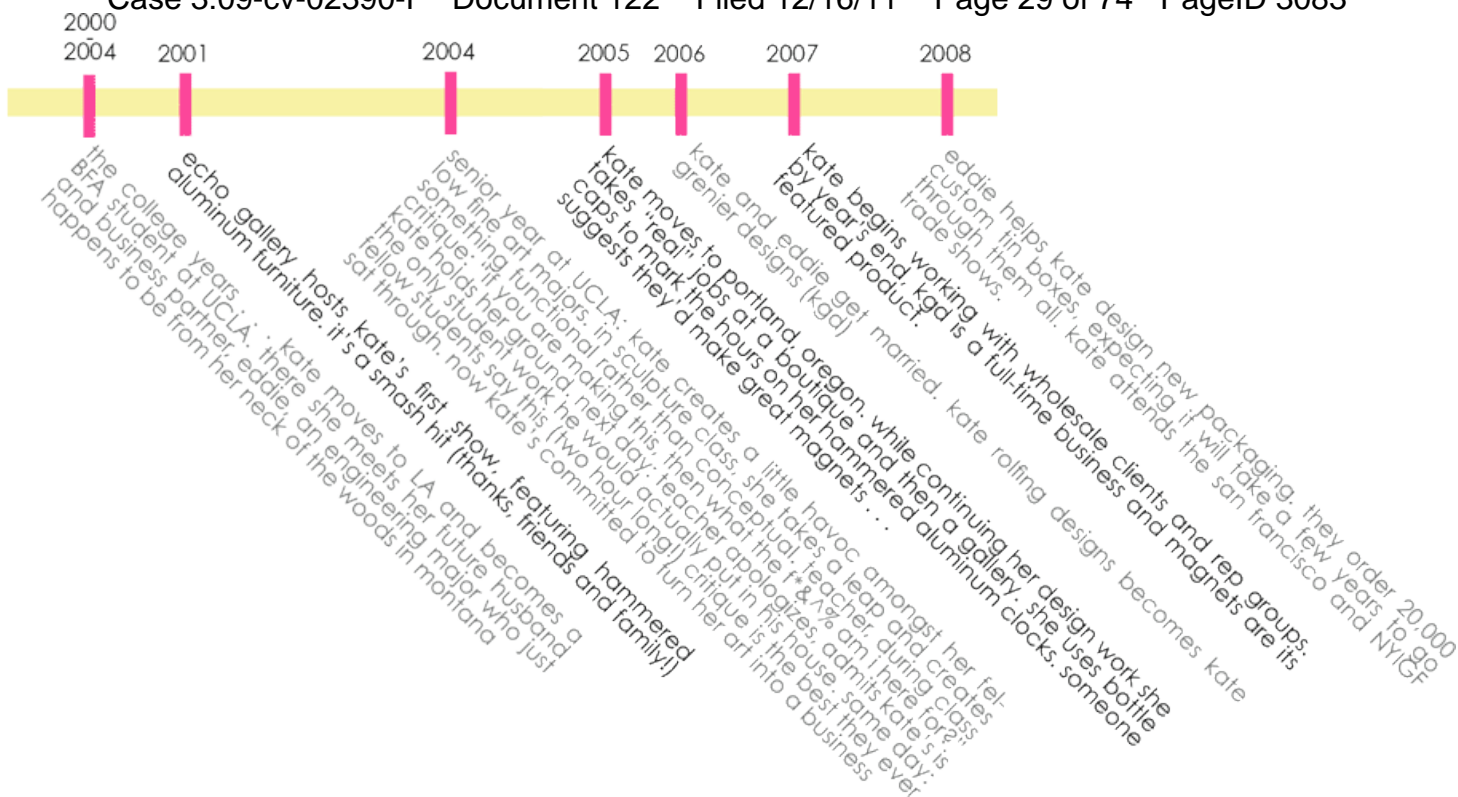 Case 3:09-cv-02390-F Document 122 Filed 12/16/11 Page 29 of 74 PageID 3083
2000
-
2004
2001
2004
2005
2006
2007
2008
the college years . . . kate moves to LA and becomes a
BFA student at UCLA. there she meets her future husband
and business partner, eddie, an engineering major who just
happens to be from her neck of the woods in montana
echo gallery hosts kate's first show, featuring hammered
aluminum furniture. it's a smash hit (thanks, friends and family!)
senior year at UCLA: kate creates a little havoc amongst her fel-
low fine art majors. in sculpture class, she takes a leap and creates
something functional rather than conceptual. teacher, during class
critique: "if you are making this, then what the f*&^% am i here for?"
kate holds her ground. next day: teacher apologizes, admits kate's is
the only student work he would actually put in his house. same day:
fellow students say this (two hour long!) critique is the best they ever
sat through. now kate's committed to turn her art into a business
kate moves to portland, oregon. while continuing her design work she
takes "real" jobs at a boutique and then a gallery. she uses bottle
caps to mark the hours on her hammered aluminum clocks. someone
suggests they'd make great magnets . . .
kate and eddie get married. kate rolfing designs becomes kate
grenier designs (kgd)
kate begins working with wholesale clients and rep groups.
by year's end, kgd is a full-time business and magnets are its
featured product.
eddie helps kate design new packaging. they order 20,000
custom tin boxes, expecting it will take a few years to go
through them all. kate attends the san francisco and NYIGF
trade shows.